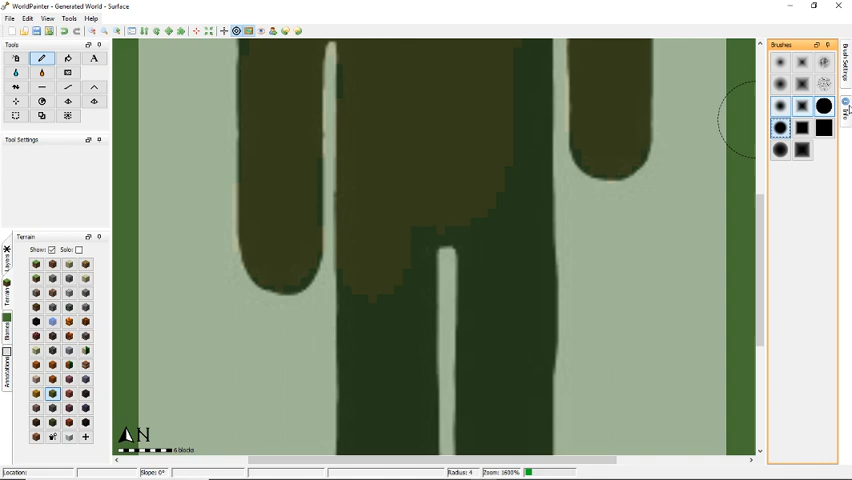 WorldPainter - Generated World - Surface
File Edit View Tools Help
Tools
Tool Settings
Terrain
Show: Solo:
Layers
Terrain
Biomes
Annotations
A
N
6 blocks
Brushes
Brush Settings
Info
Location:
Slope: 0°
Radius: 4
Zoom: 1600%